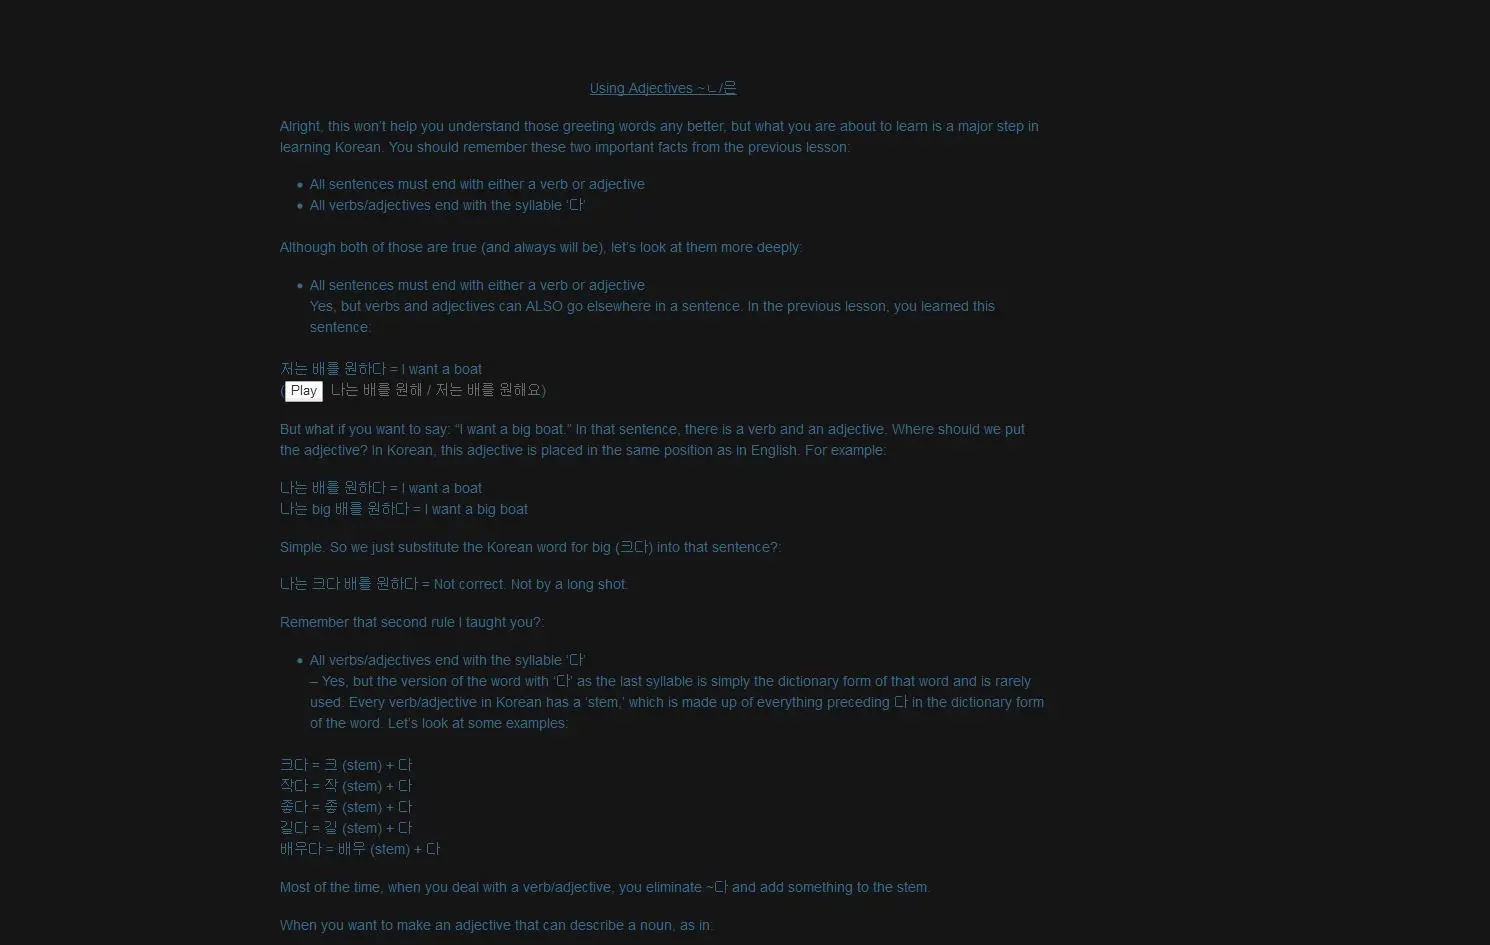 Using Adjectives ~ㄴ/은
Alright, this won’t help you understand those greeting words any better, but what you are about to learn is a major step in
learning Korean. You should remember these two important facts from the previous lesson:
• All sentences must end with either a verb or adjective
• All verbs/adjectives end with the syllable ‘다’
Although both of those are true (and always will be), let’s look at them more deeply:
• All sentences must end with either a verb or adjective
Yes, but verbs and adjectives can ALSO go elsewhere in a sentence. In the previous lesson, you learned this
sentence:
저는 배를 원하다 = I want a boat
(Play 나는 배를 원해 / 저는 배를 원해요)
But what if you want to say: “I want a big boat.” In that sentence, there is a verb and an adjective. Where should we put
the adjective? In Korean, this adjective is placed in the same position as in English. For example:
나는 배를 원하다 = I want a boat
나는 big 배를 원하다 = I want a big boat
Simple. So we just substitute the Korean word for big (크다) into that sentence?:
나는 크다 배를 원하다 = Not correct. Not by a long shot.
Remember that second rule I taught you?:
• All verbs/adjectives end with the syllable ‘다’
– Yes, but the version of the word with ‘다’ as the last syllable is simply the dictionary form of that word and is rarely
used. Every verb/adjective in Korean has a ‘stem,’ which is made up of everything preceding 다 in the dictionary form
of the word. Let’s look at some examples:
크다 = 크 (stem) + 다
작다 = 작 (stem) + 다
좋다 = 좋 (stem) + 다
길다 = 길 (stem) + 다
배우다 = 배우 (stem) + 다
Most of the time, when you deal with a verb/adjective, you eliminate ~다 and add something to the stem.
When you want to make an adjective that can describe a noun, as in: